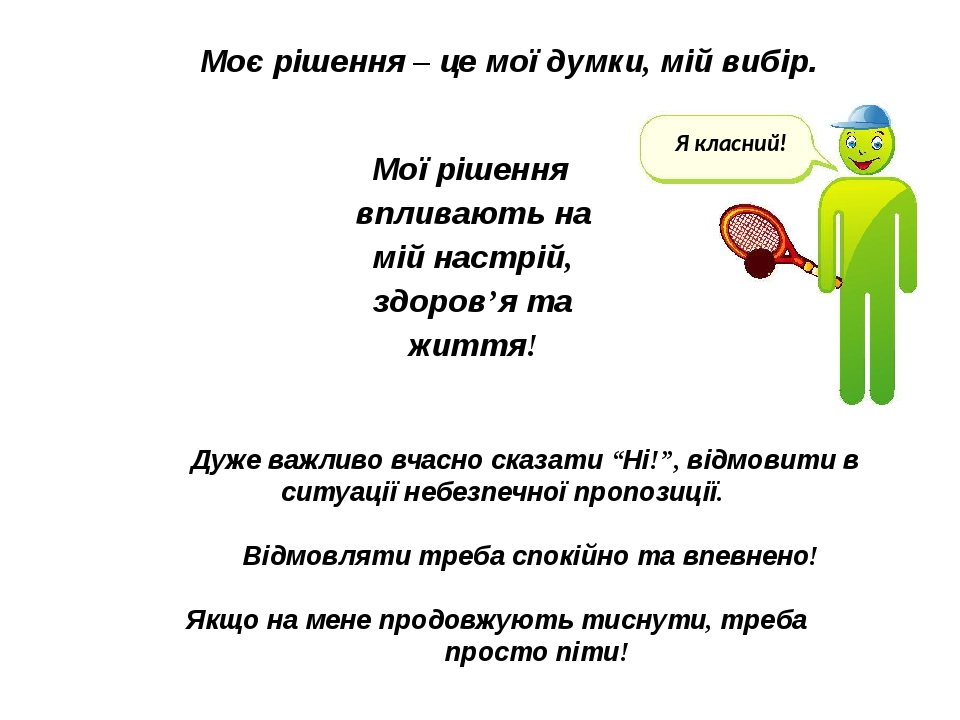 Моє рішення – це мої думки, мій вибір.
Я класний!
Мої рішення
впливають на
мій настрій,
здоров’я та
життя!
Дуже важливо вчасно сказати “Ні!”, відмовити в
ситуації небезпечної пропозиції.
Відмовляти треба спокійно та впевнено!
Якщо на мене продовжують тиснути, треба
просто піти!